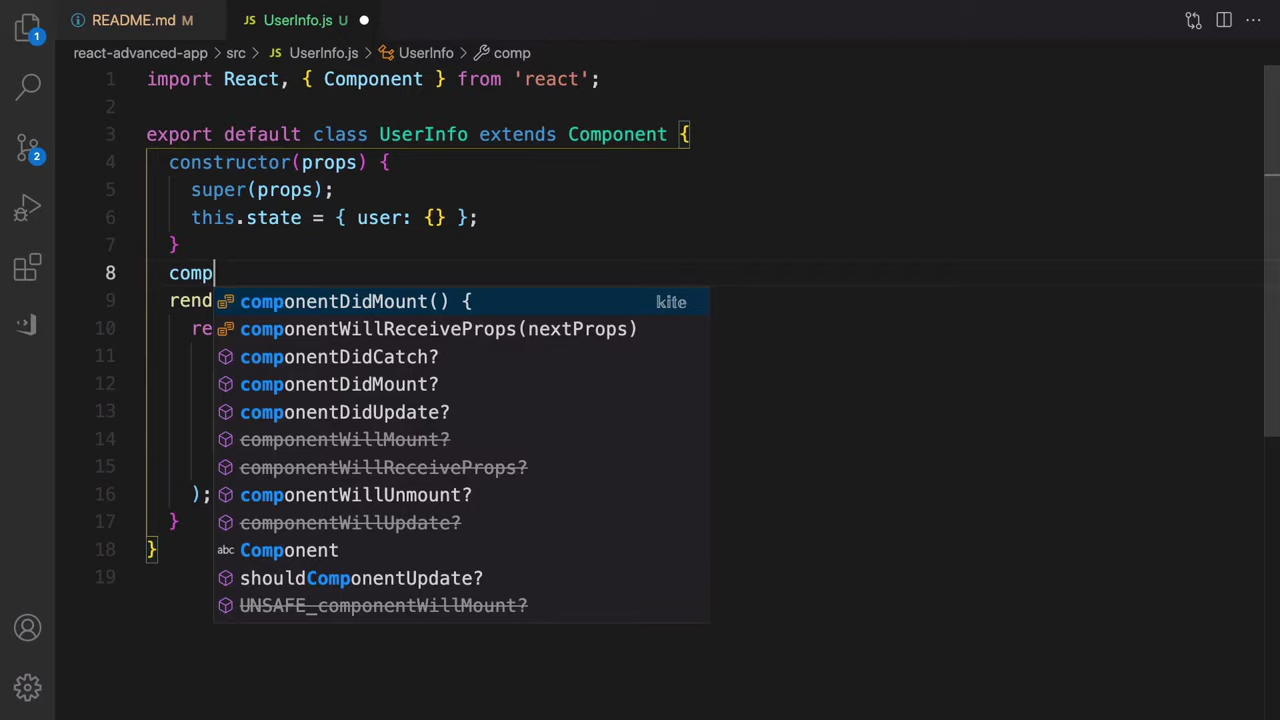 README.md M
JS UserInfo.js U
1
react-advanced-app > src > JS UserInfo.js > UserInfo > comp
1 import React, { Component } from 'react';
2
2
3 export default class UserInfo extends Component {
4 constructor(props) {
5 super(props);
6 this.state = { user: {} };
7 }
8 comp
9 rend
componentDidMount() { kite
10 re
componentWillReceiveProps(nextProps)
11
componentDidCatch?
12
componentDidMount?
13
componentDidUpdate?
14
componentWillMount?
15
componentWillReceiveProps?
16 );
componentWillUnmount?
17 }
componentWillUpdate?
18 }
abc Component
19
shouldComponentUpdate?
UNSAFE_componentWillMount?